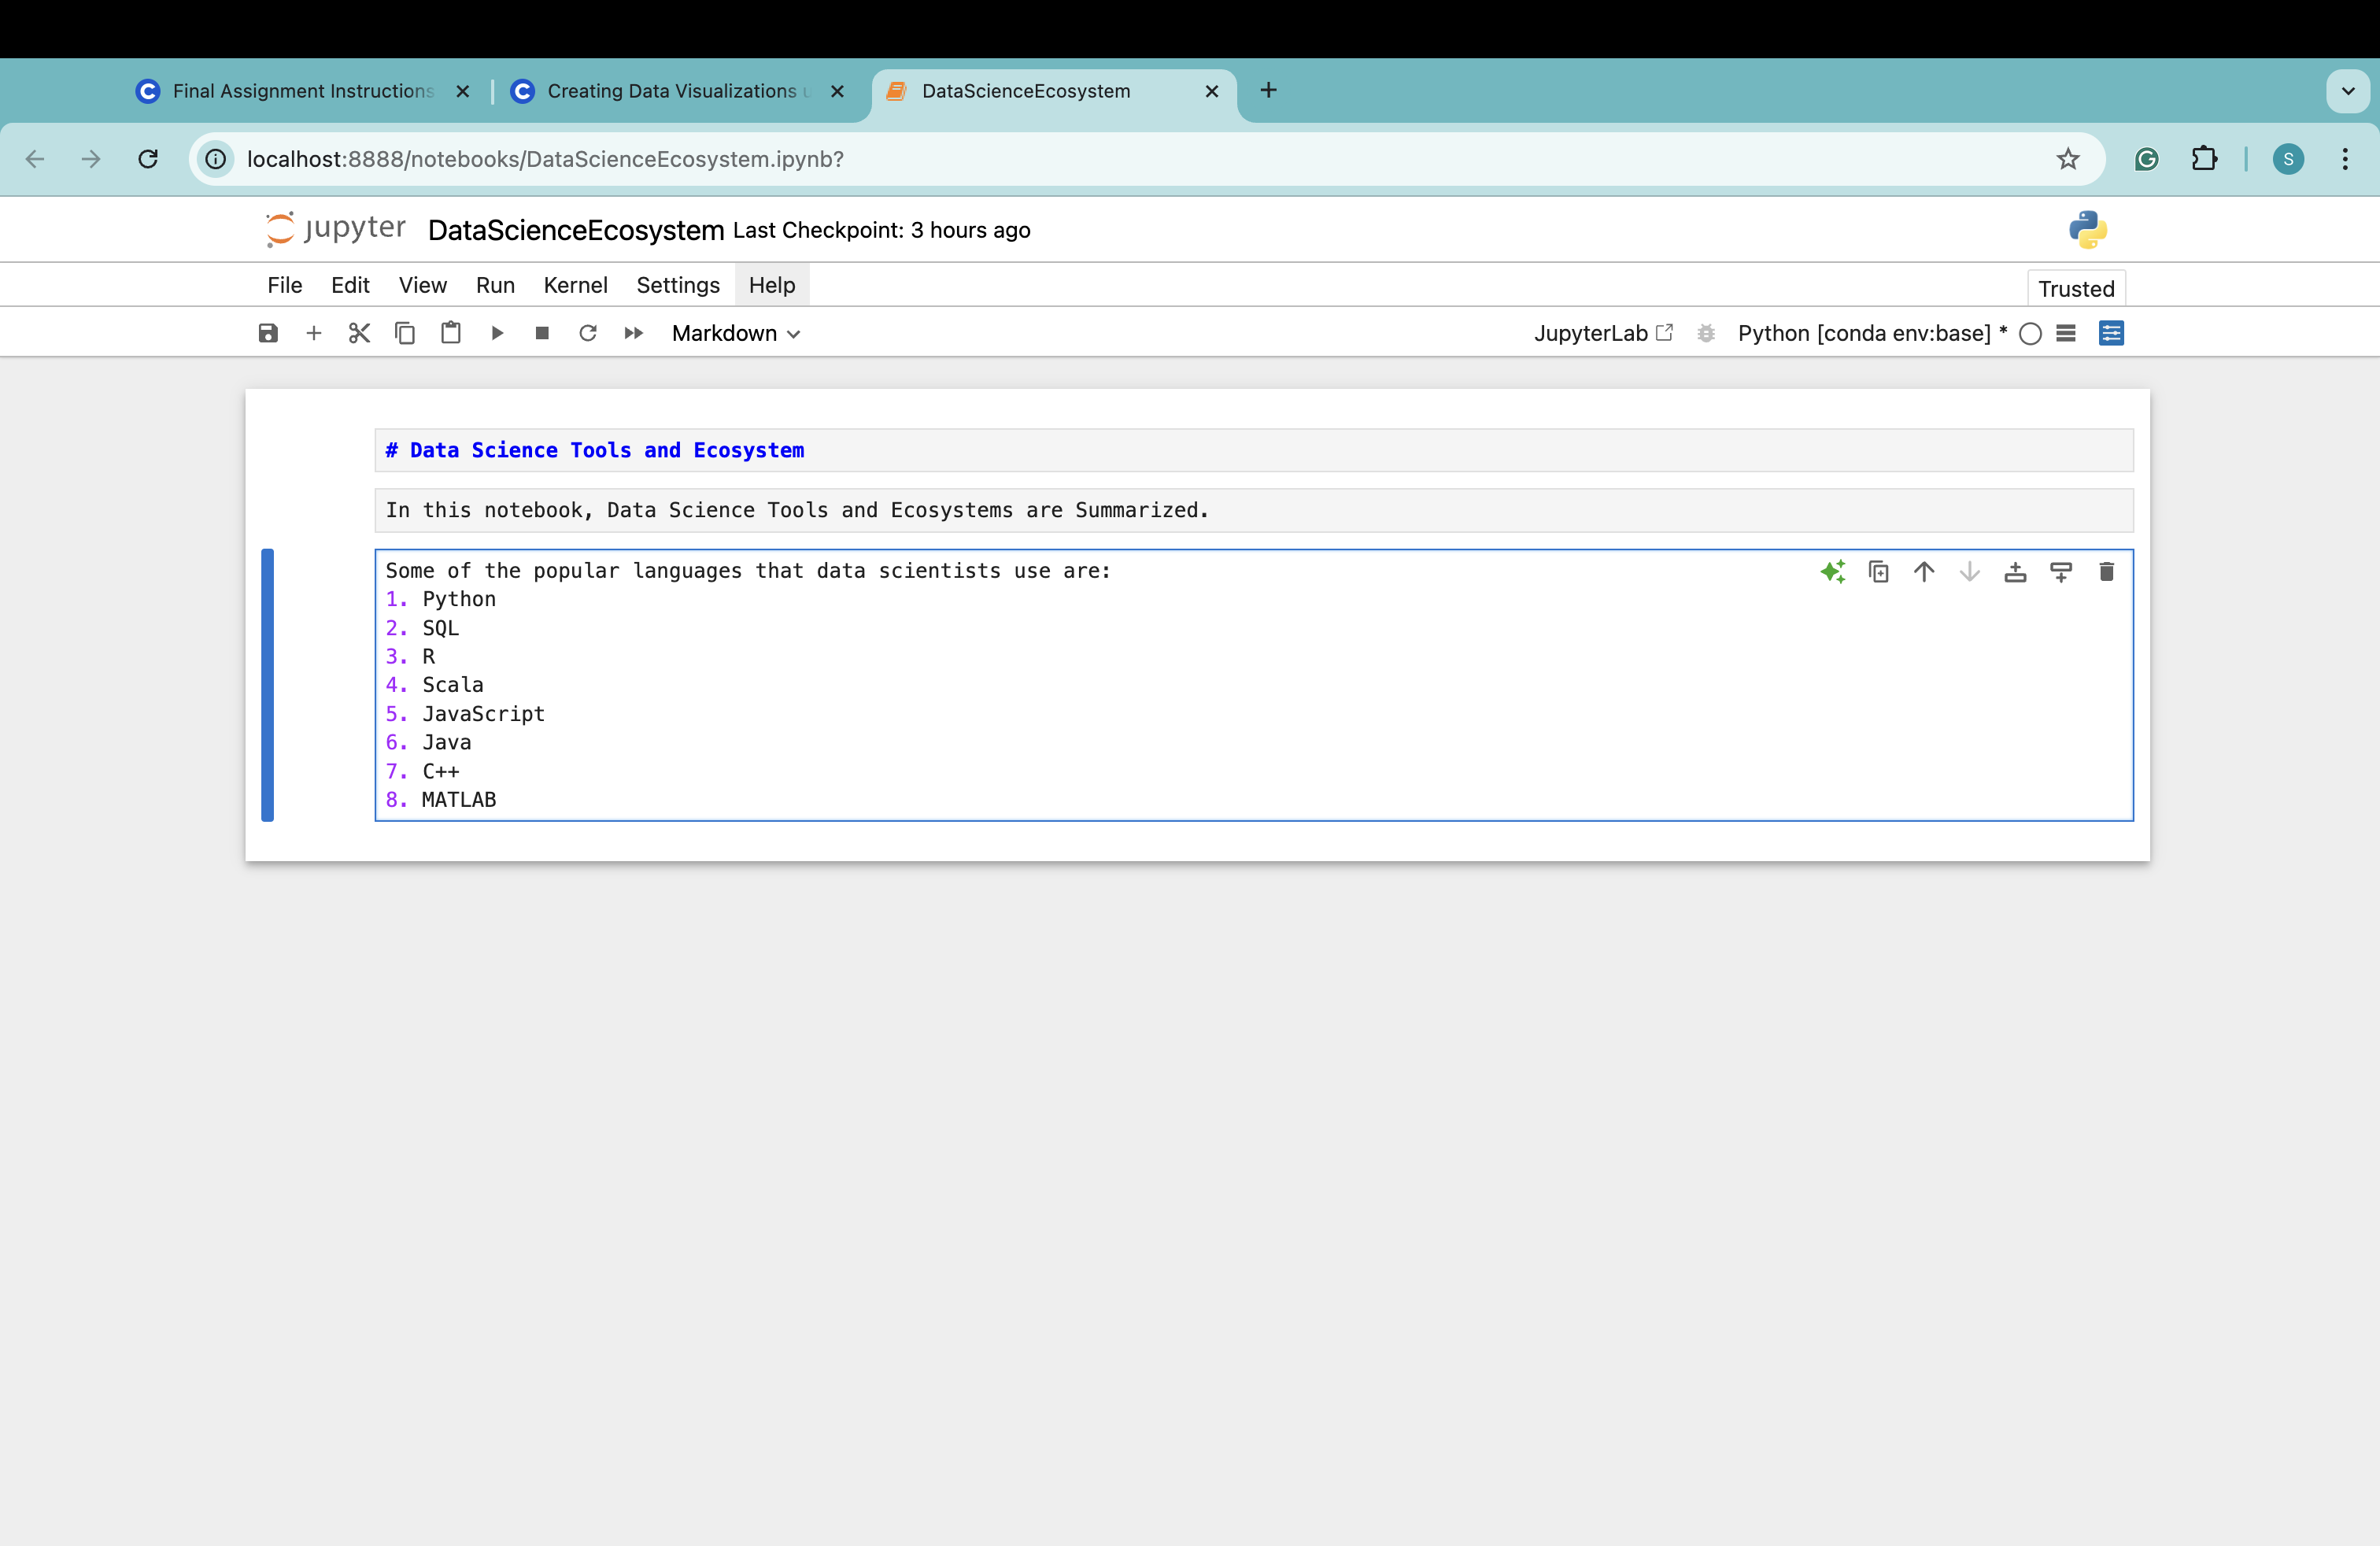 Final Assignment Instructions
Creating Data Visualizations u
DataScienceEcosystem
localhost:8888/notebooks/DataScienceEcosystem.ipynb?
S
jupyter DataScienceEcosystem Last Checkpoint: 3 hours ago
File Edit View Run Kernel Settings Help Trusted
Markdown JupyterLab Python [conda env:base] *
# Data Science Tools and Ecosystem
In this notebook, Data Science Tools and Ecosystems are Summarized.
Some of the popular languages that data scientists use are:
1. Python
2. SQL
3. R
4. Scala
5. JavaScript
6. Java
7. C++
8. MATLAB